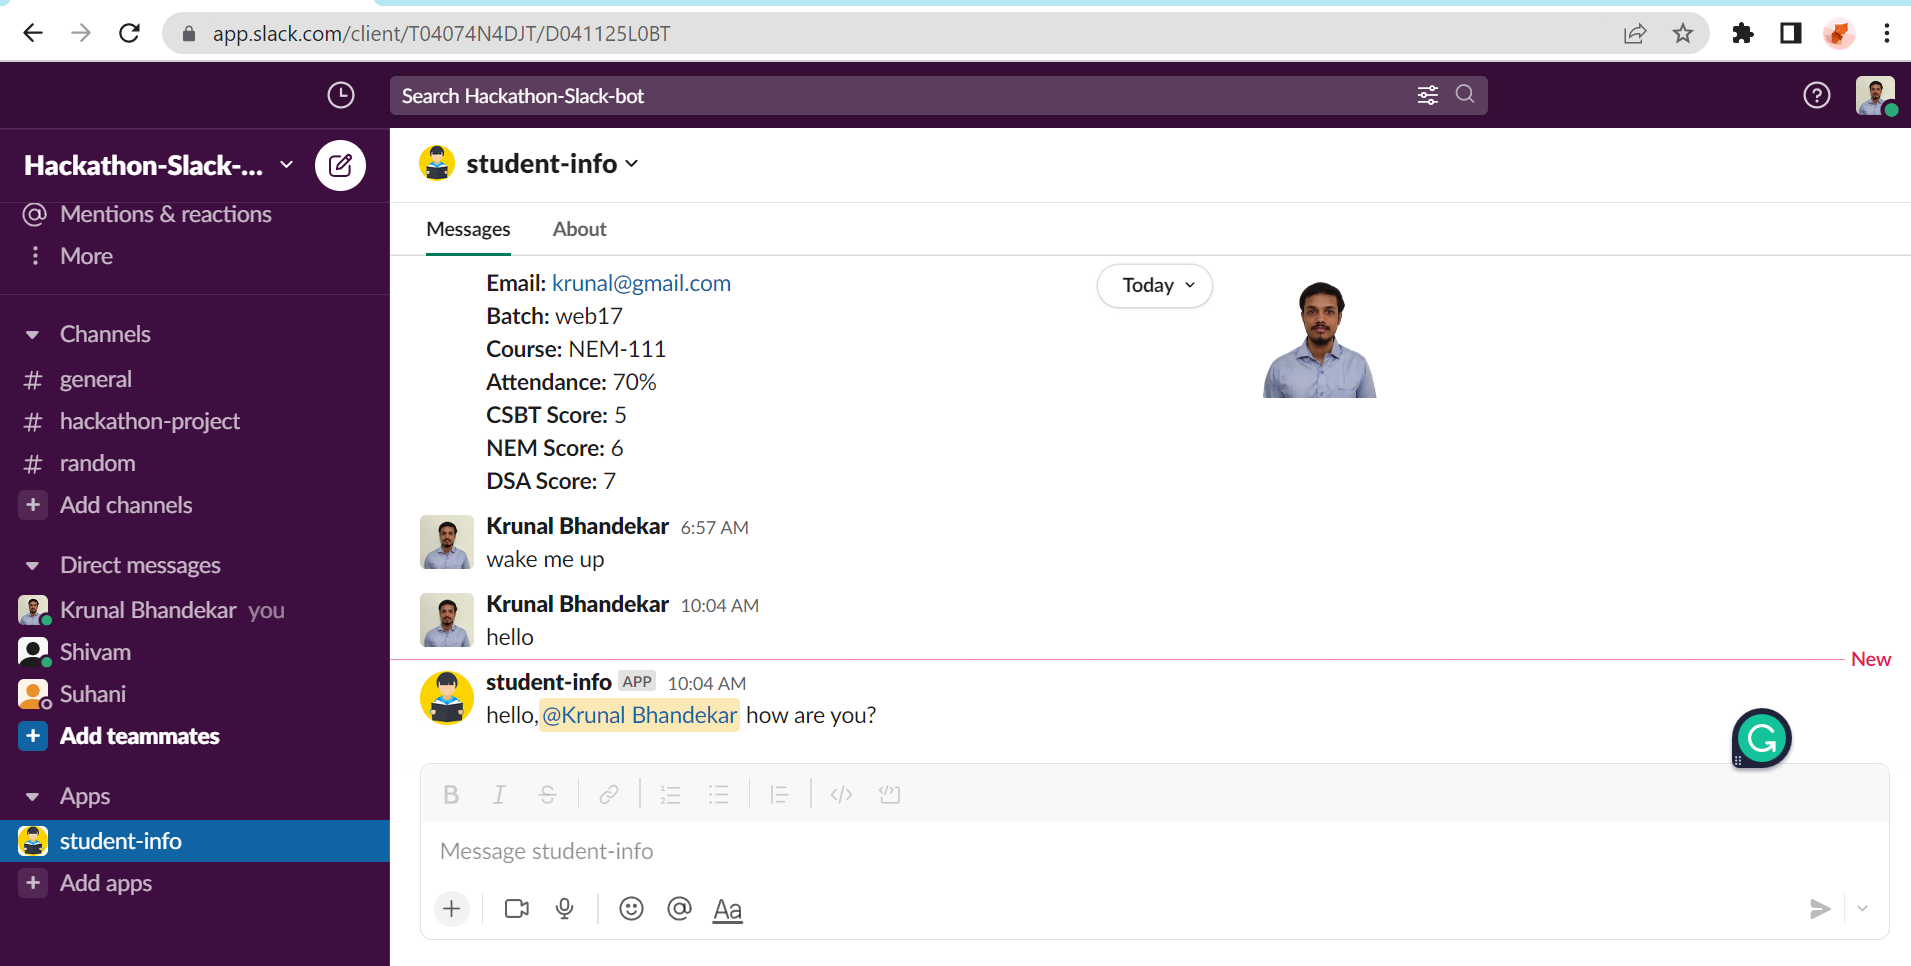 app.slack.com/client/T04074N4DJT/D041125L0BT
Search Hackathon-Slack-bot
Hackathon-Slack-...
Mentions & reactions
More
Channels
# general
# hackathon-project
# random
+ Add channels
Direct messages
Krunal Bhandekar you
Shivam
Suhani
+ Add teammates
Apps
student-info
+ Add apps
student-info
Messages About
Today
Email: krunal@gmail.com
Batch: web17
Course: NEM-111
Attendance: 70%
CSBT Score: 5
NEM Score: 6
DSA Score: 7
Krunal Bhandekar 6:57 AM
wake me up
Krunal Bhandekar 10:04 AM
hello
New
student-info APP 10:04 AM
hello,@Krunal Bhandekar how are you?
Message student-info
Aa